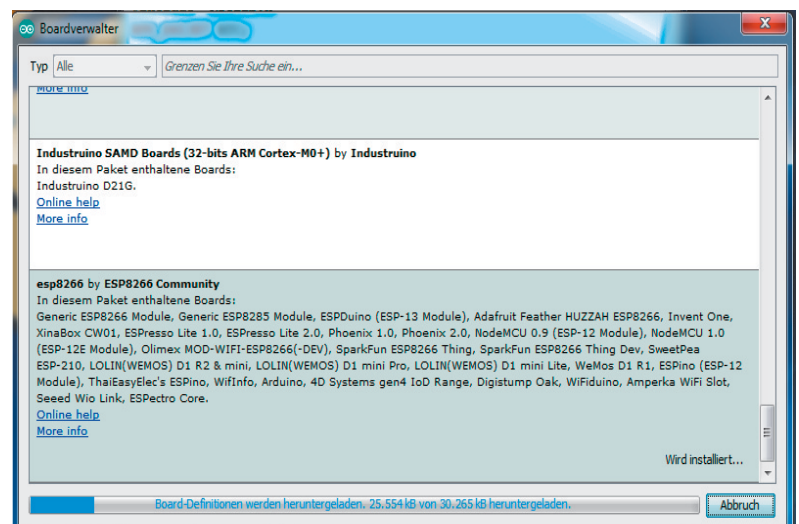 Boardverwalter
Typ Alle Grenzen Sie Ihre Suche ein...
More info
Industruino SAMD Boards (32-bits ARM Cortex-M0+) by Industruino
In diesem Paket enthaltene Boards:
Industruino D21G.
Online help
More info
esp8266 by ESP8266 Community
In diesem Paket enthaltene Boards:
Generic ESP8266 Module, Generic ESP8285 Module, ESPDuino (ESP-13 Module), Adafruit Feather HUZZAH ESP8266, Invent One,
XinaBox CW01, ESPresso Lite 1.0, ESPresso Lite 2.0, Phoenix 1.0, Phoenix 2.0, NodeMCU 0.9 (ESP-12 Module), NodeMCU 1.0
(ESP-12E Module), Olimex MOD-WIFI-ESP8266(-DEV), SparkFun ESP8266 Thing, SparkFun ESP8266 Thing Dev, SweetPea
ESP-210, LOLIN(WEMOS) D1 R2 & mini, LOLIN(WEMOS) D1 mini Pro, LOLIN(WEMOS) D1 mini Lite, WeMos D1 R1, ESPino (ESP-12
Module), ThaiEasyElec's ESPino, WifInfo, Arduino, 4D Systems gen4 IoD Range, Digistump Oak, WiFiduino, Amperka WiFi Slot,
Seeed Wio Link, ESPectro Core.
Online help
More info
Wird installiert...
Board-Definitionen werden heruntergeladen. 25.554 kB von 30.265 kB heruntergeladen.
Abbruch